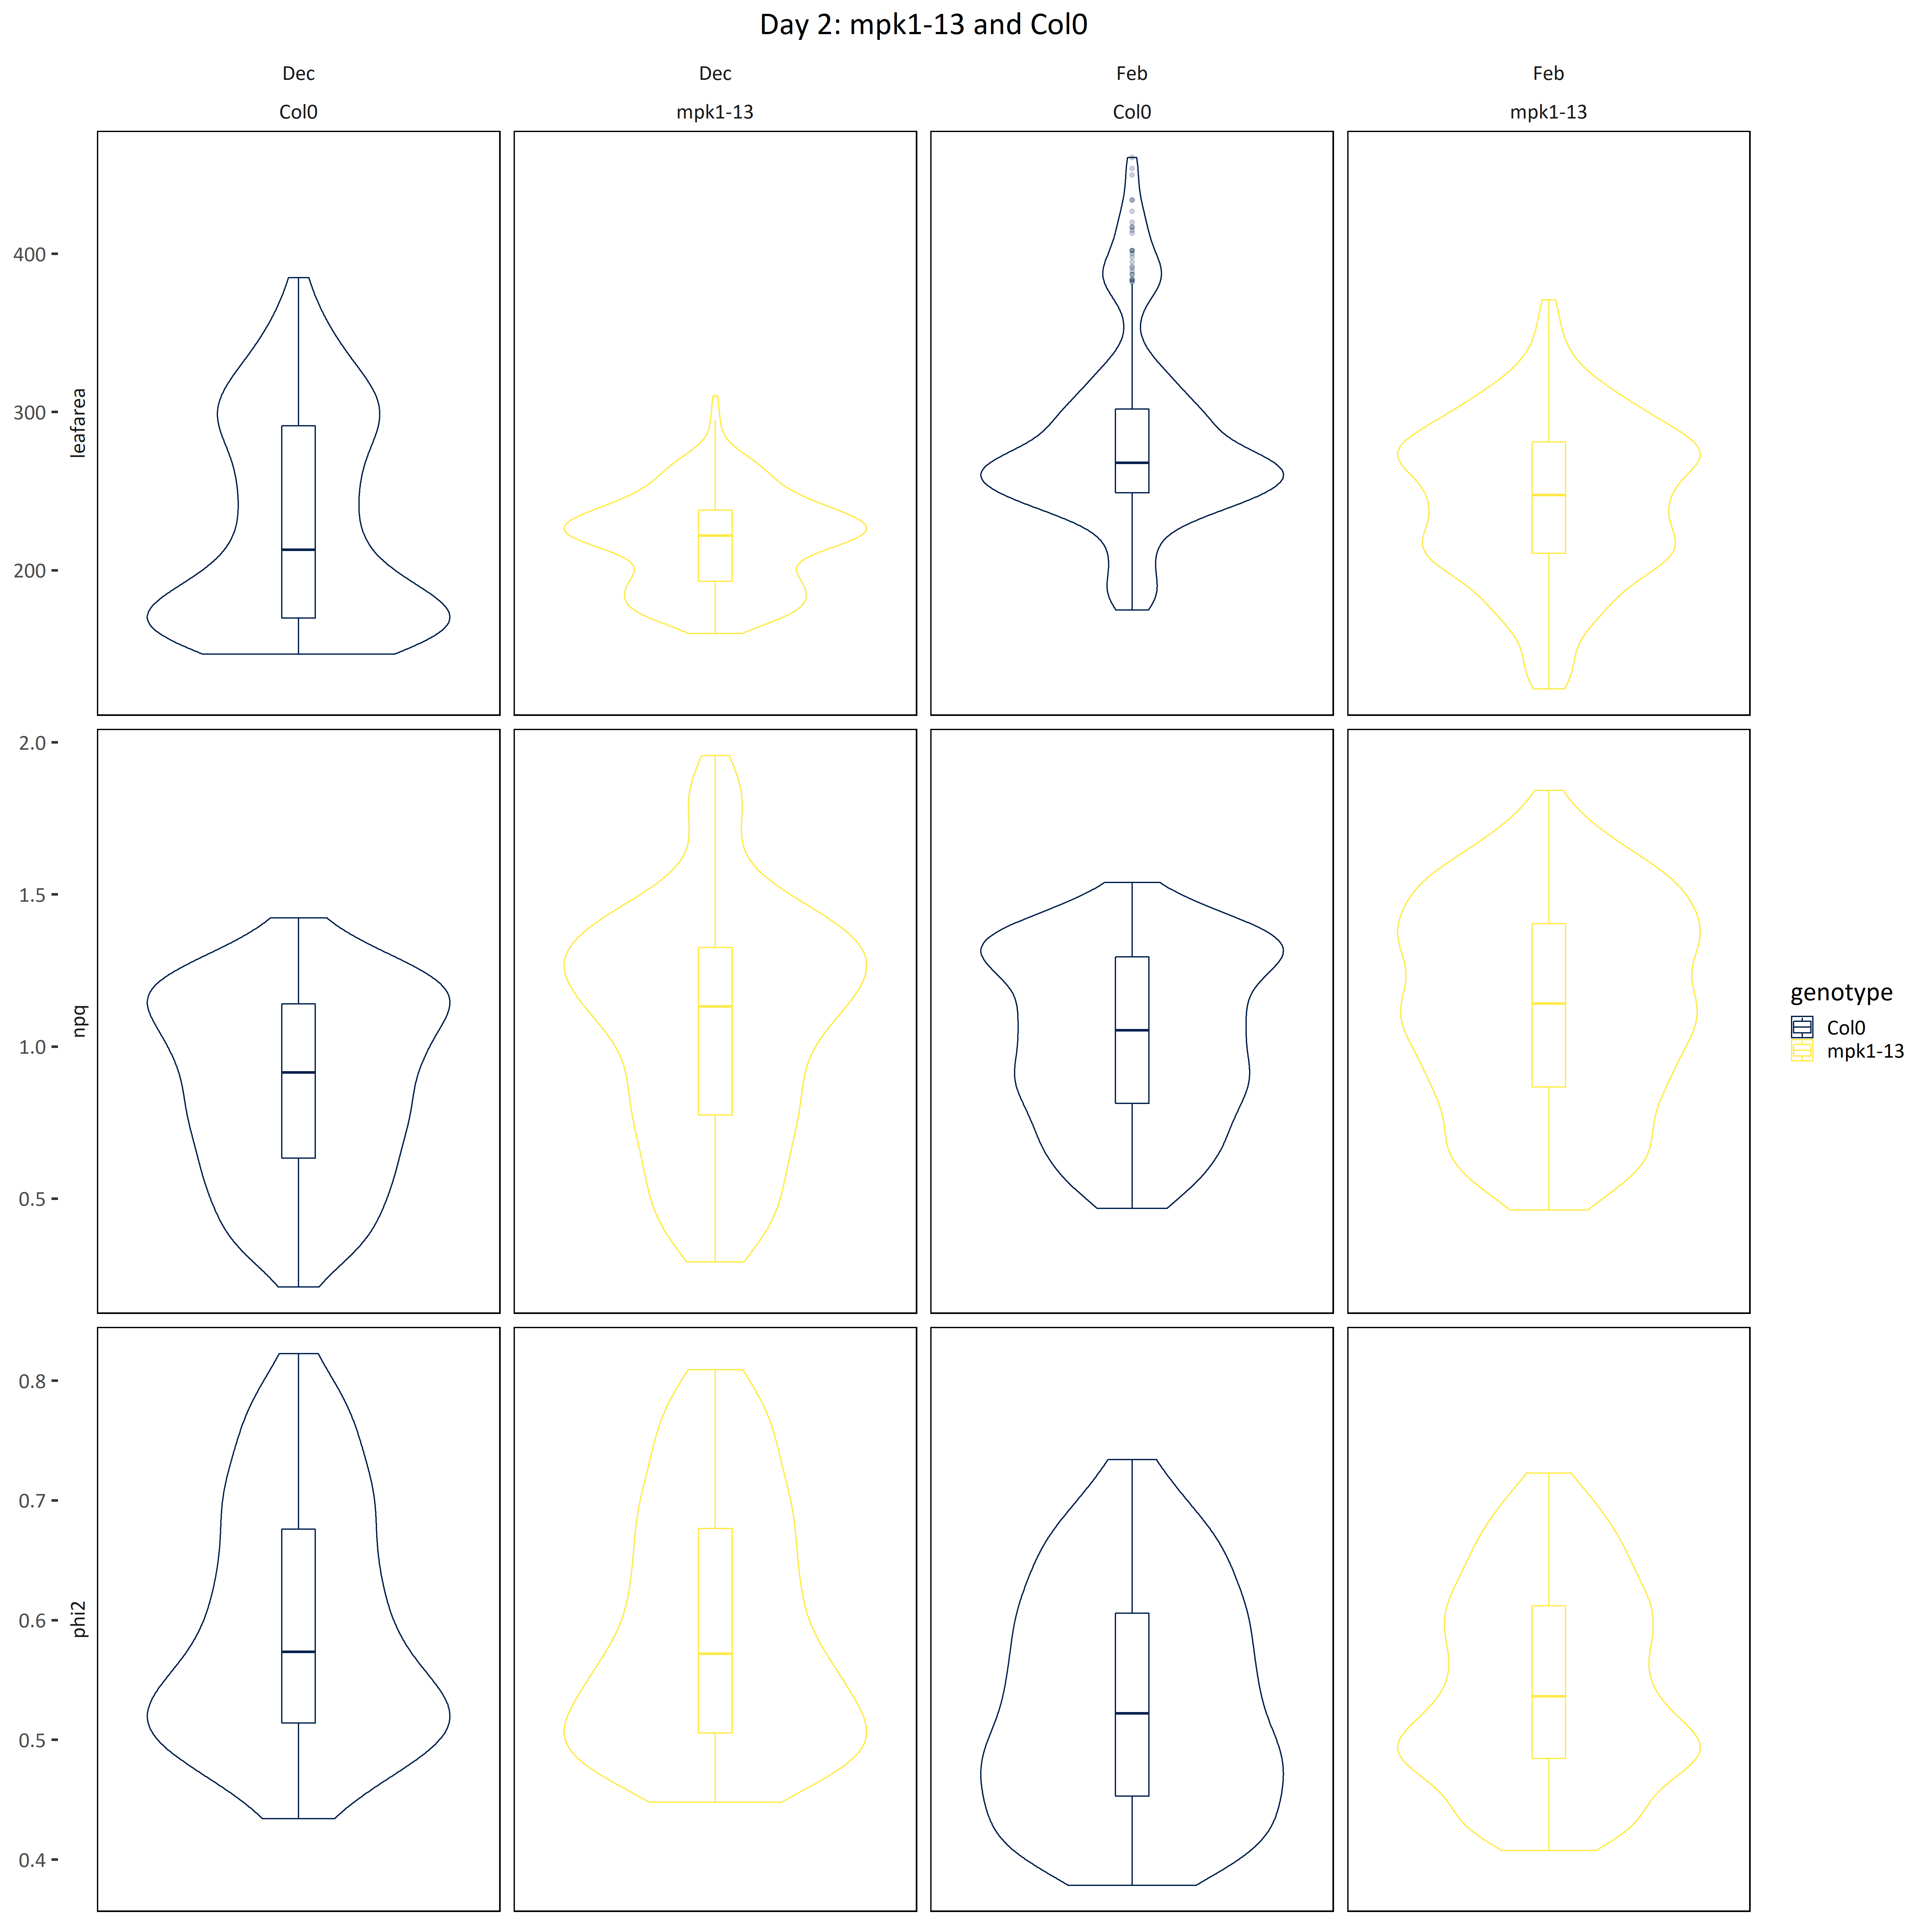 Day 2: mpk1-13 and Col0
Dec
Dec
Feb
Feb
Col0
mpk1-13
Col0
mpk1-13
400
300
200
leafarea
2.0
1.5
1.0
0.5
npq
0.8
0.7
0.6
0.5
0.4
phi2
genotype
Col0
mpk1-13